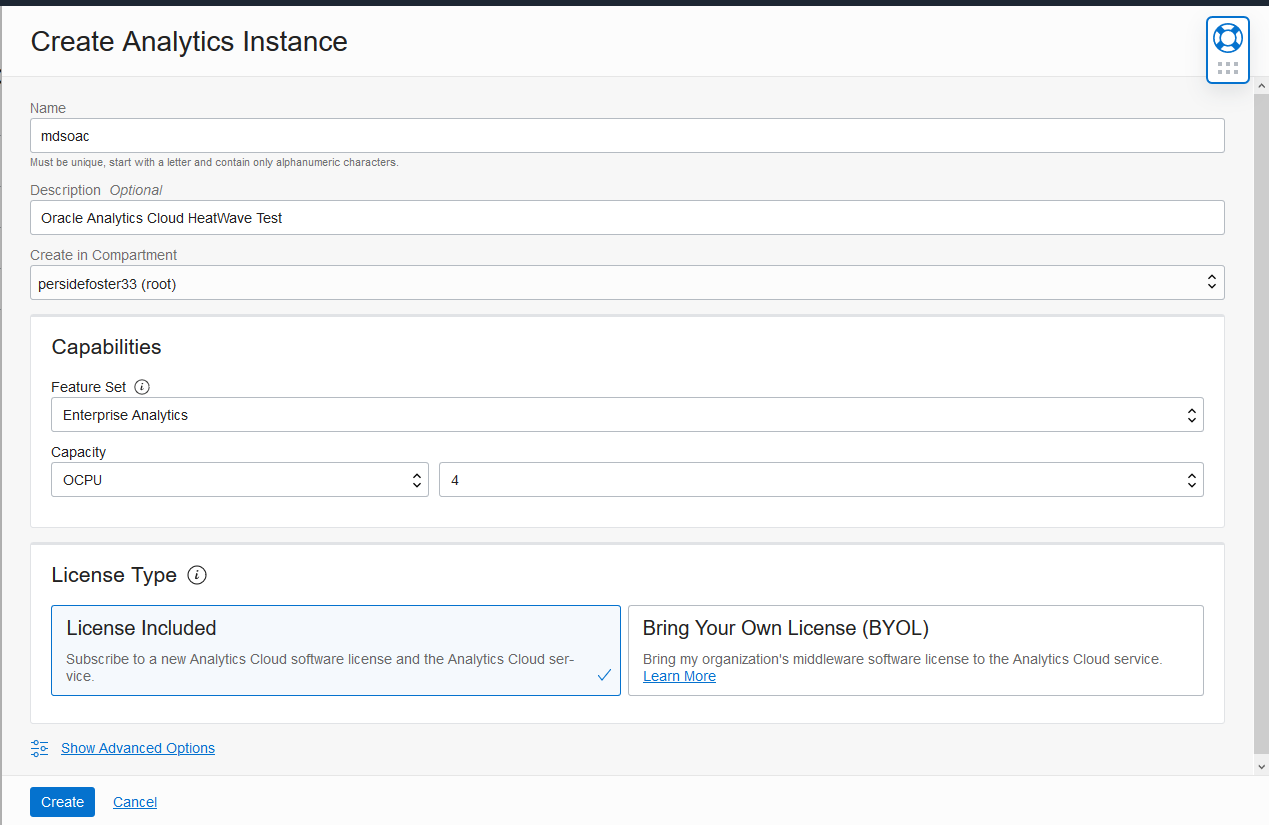 Create Analytics Instance
Name
mdsoac
Must be unique, start with a letter and contain only alphanumeric characters.
Description Optional
Oracle Analytics Cloud HeatWave Test
Create in Compartment
persidefoster33 (root)
Capabilities
Feature Set
Enterprise Analytics
Capacity
OCPU 4
License Type
License Included
Subscribe to a new Analytics Cloud software license and the Analytics Cloud ser-
vice.
Bring Your Own License (BYOL)
Bring my organization's middleware software license to the Analytics Cloud service.
Learn More
Show Advanced Options
Create Cancel